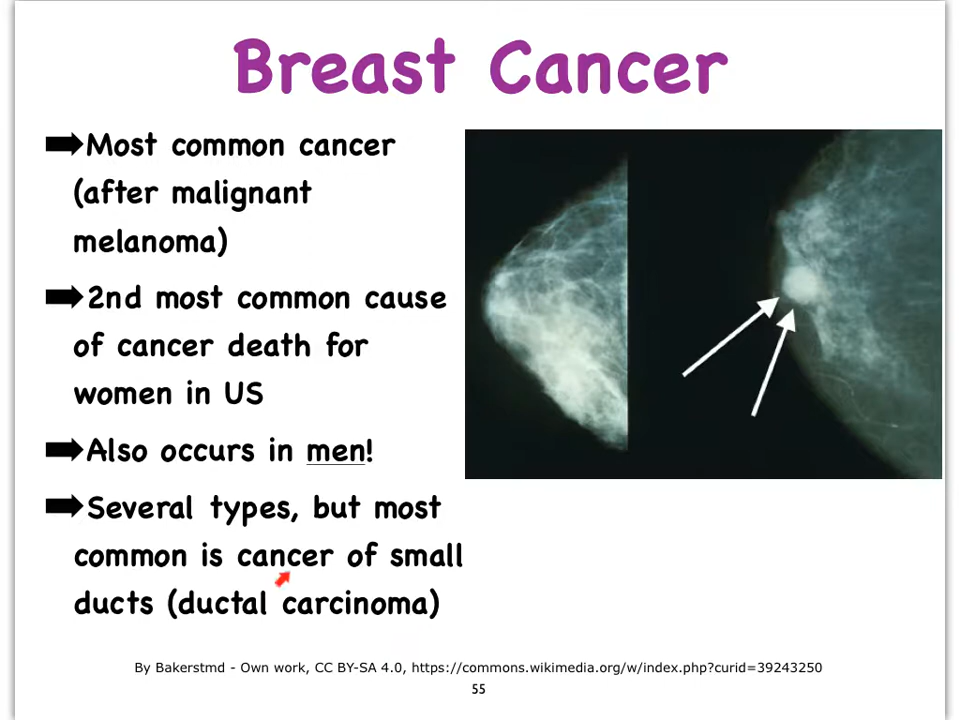 Breast Cancer
➡Most common cancer
(after malignant
melanoma)
➡2nd most common cause
of cancer death for
women in US
➡Also occurs in men!
➡Several types, but most
common is cancer of small
ducts (ductal carcinoma)
By Bakerstmd - Own work, CC BY-SA 4.0, https://commons.wikimedia.org/w/index.php?curid=39243250
55